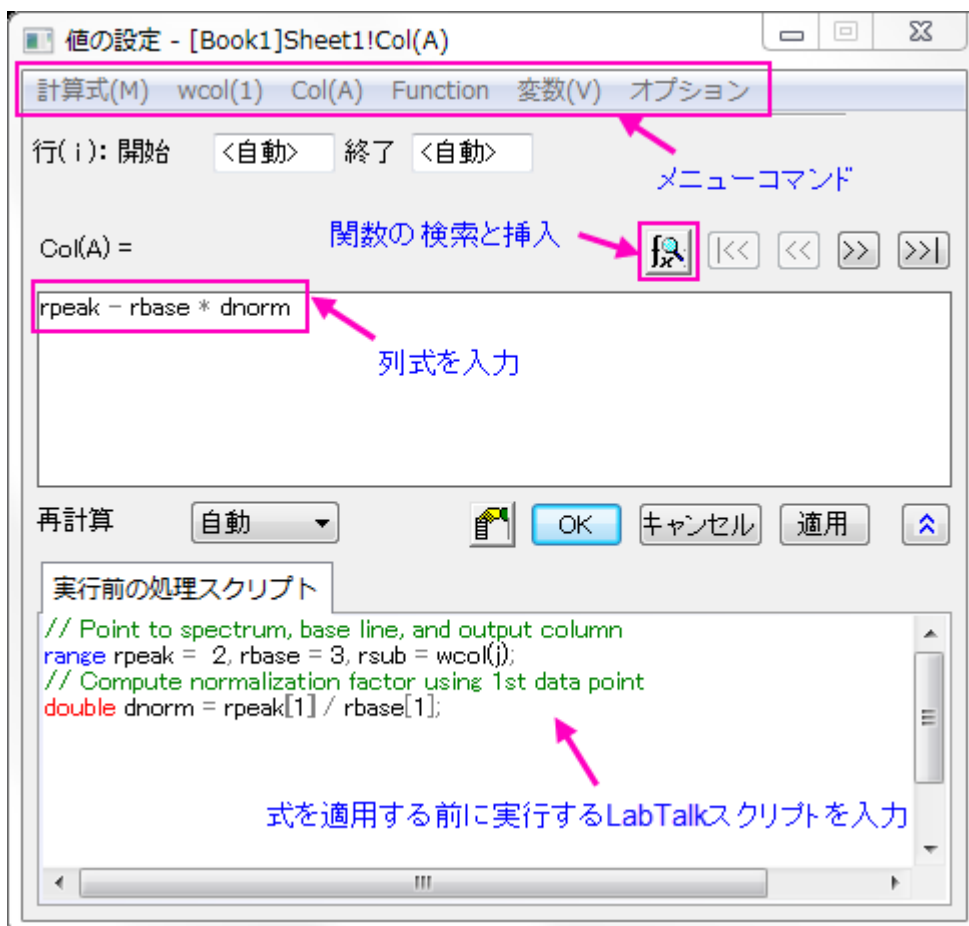 値の設定 - [Book1]Sheet1!Col(A)
計算式(M) wcol(1) Col(A) Function 変数(V) オプション
行(i): 開始 <自動> 終了 <自動>
メニューコマンド
関数の検索と挿入
Col(A) =
|<< << >> >>|
rpeak - rbase * dnorm
列式を入力
再計算 自動 OK キャンセル 適用
実行前の処理スクリプト
// Point to spectrum, base line, and output column
range rpeak = 2, rbase = 3, rsub = wcol(j);
// Compute normalization factor using 1st data point
double dnorm = rpeak[1] / rbase[1];
式を適用する前に実行するLabTalkスクリプトを入力